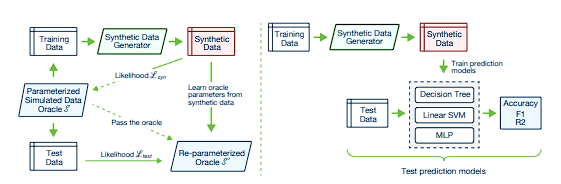 Training
Data
Synthetic Data
Generator
Synthetic
Data
Likelihood ℒsyn
Learn oracle
parameters from
synthetic data
Parameterized
Simulated Data
Oracle 𝒮
Pass the oracle
Test
Data
Likelihood ℒtest
Re-parameterized
Oracle 𝒮′
Training
Data
Synthetic Data
Generator
Synthetic
Data
Train prediction
models
Test
Data
Decision Tree
Linear SVM
MLP
Accuracy
F1
R2
Test prediction models